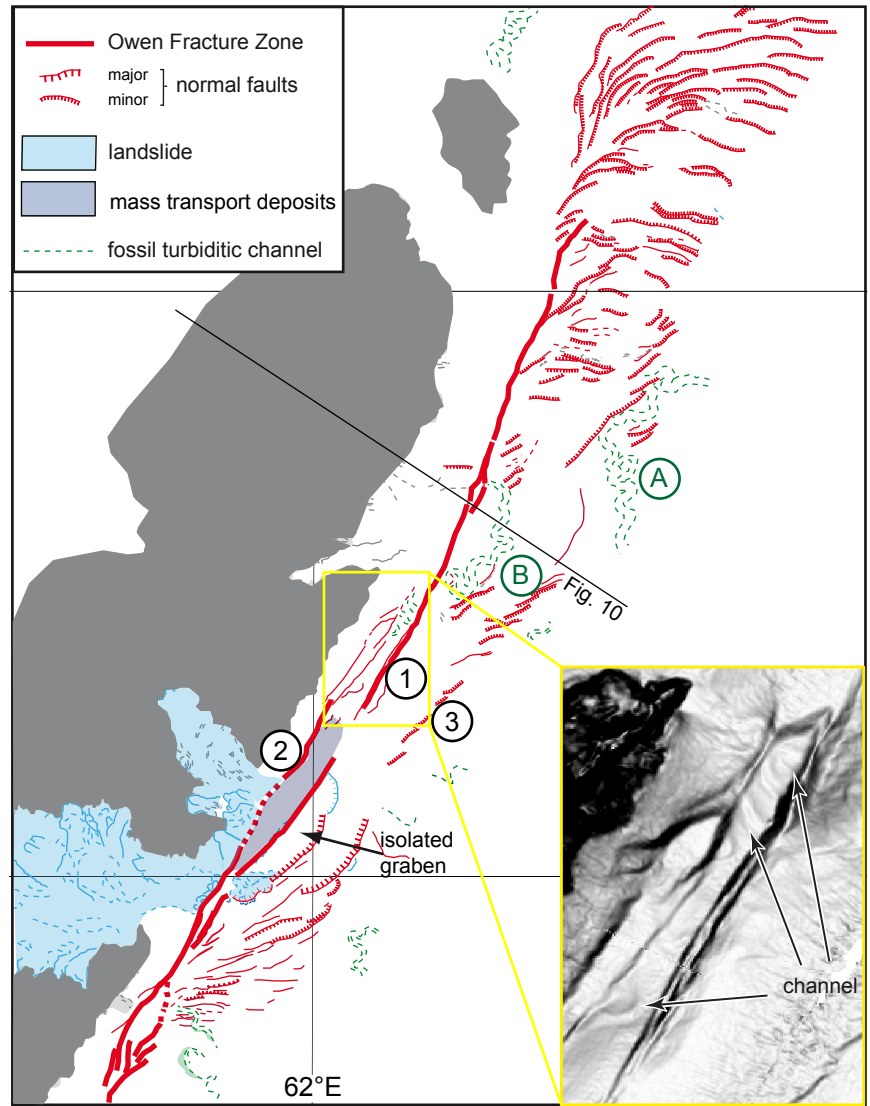 Owen Fracture Zone
major
minor
normal faults
landslide
mass transport deposits
fossil turbiditic channel
A
B
Fig. 10
1
3
2
isolated
graben
channel
62°E